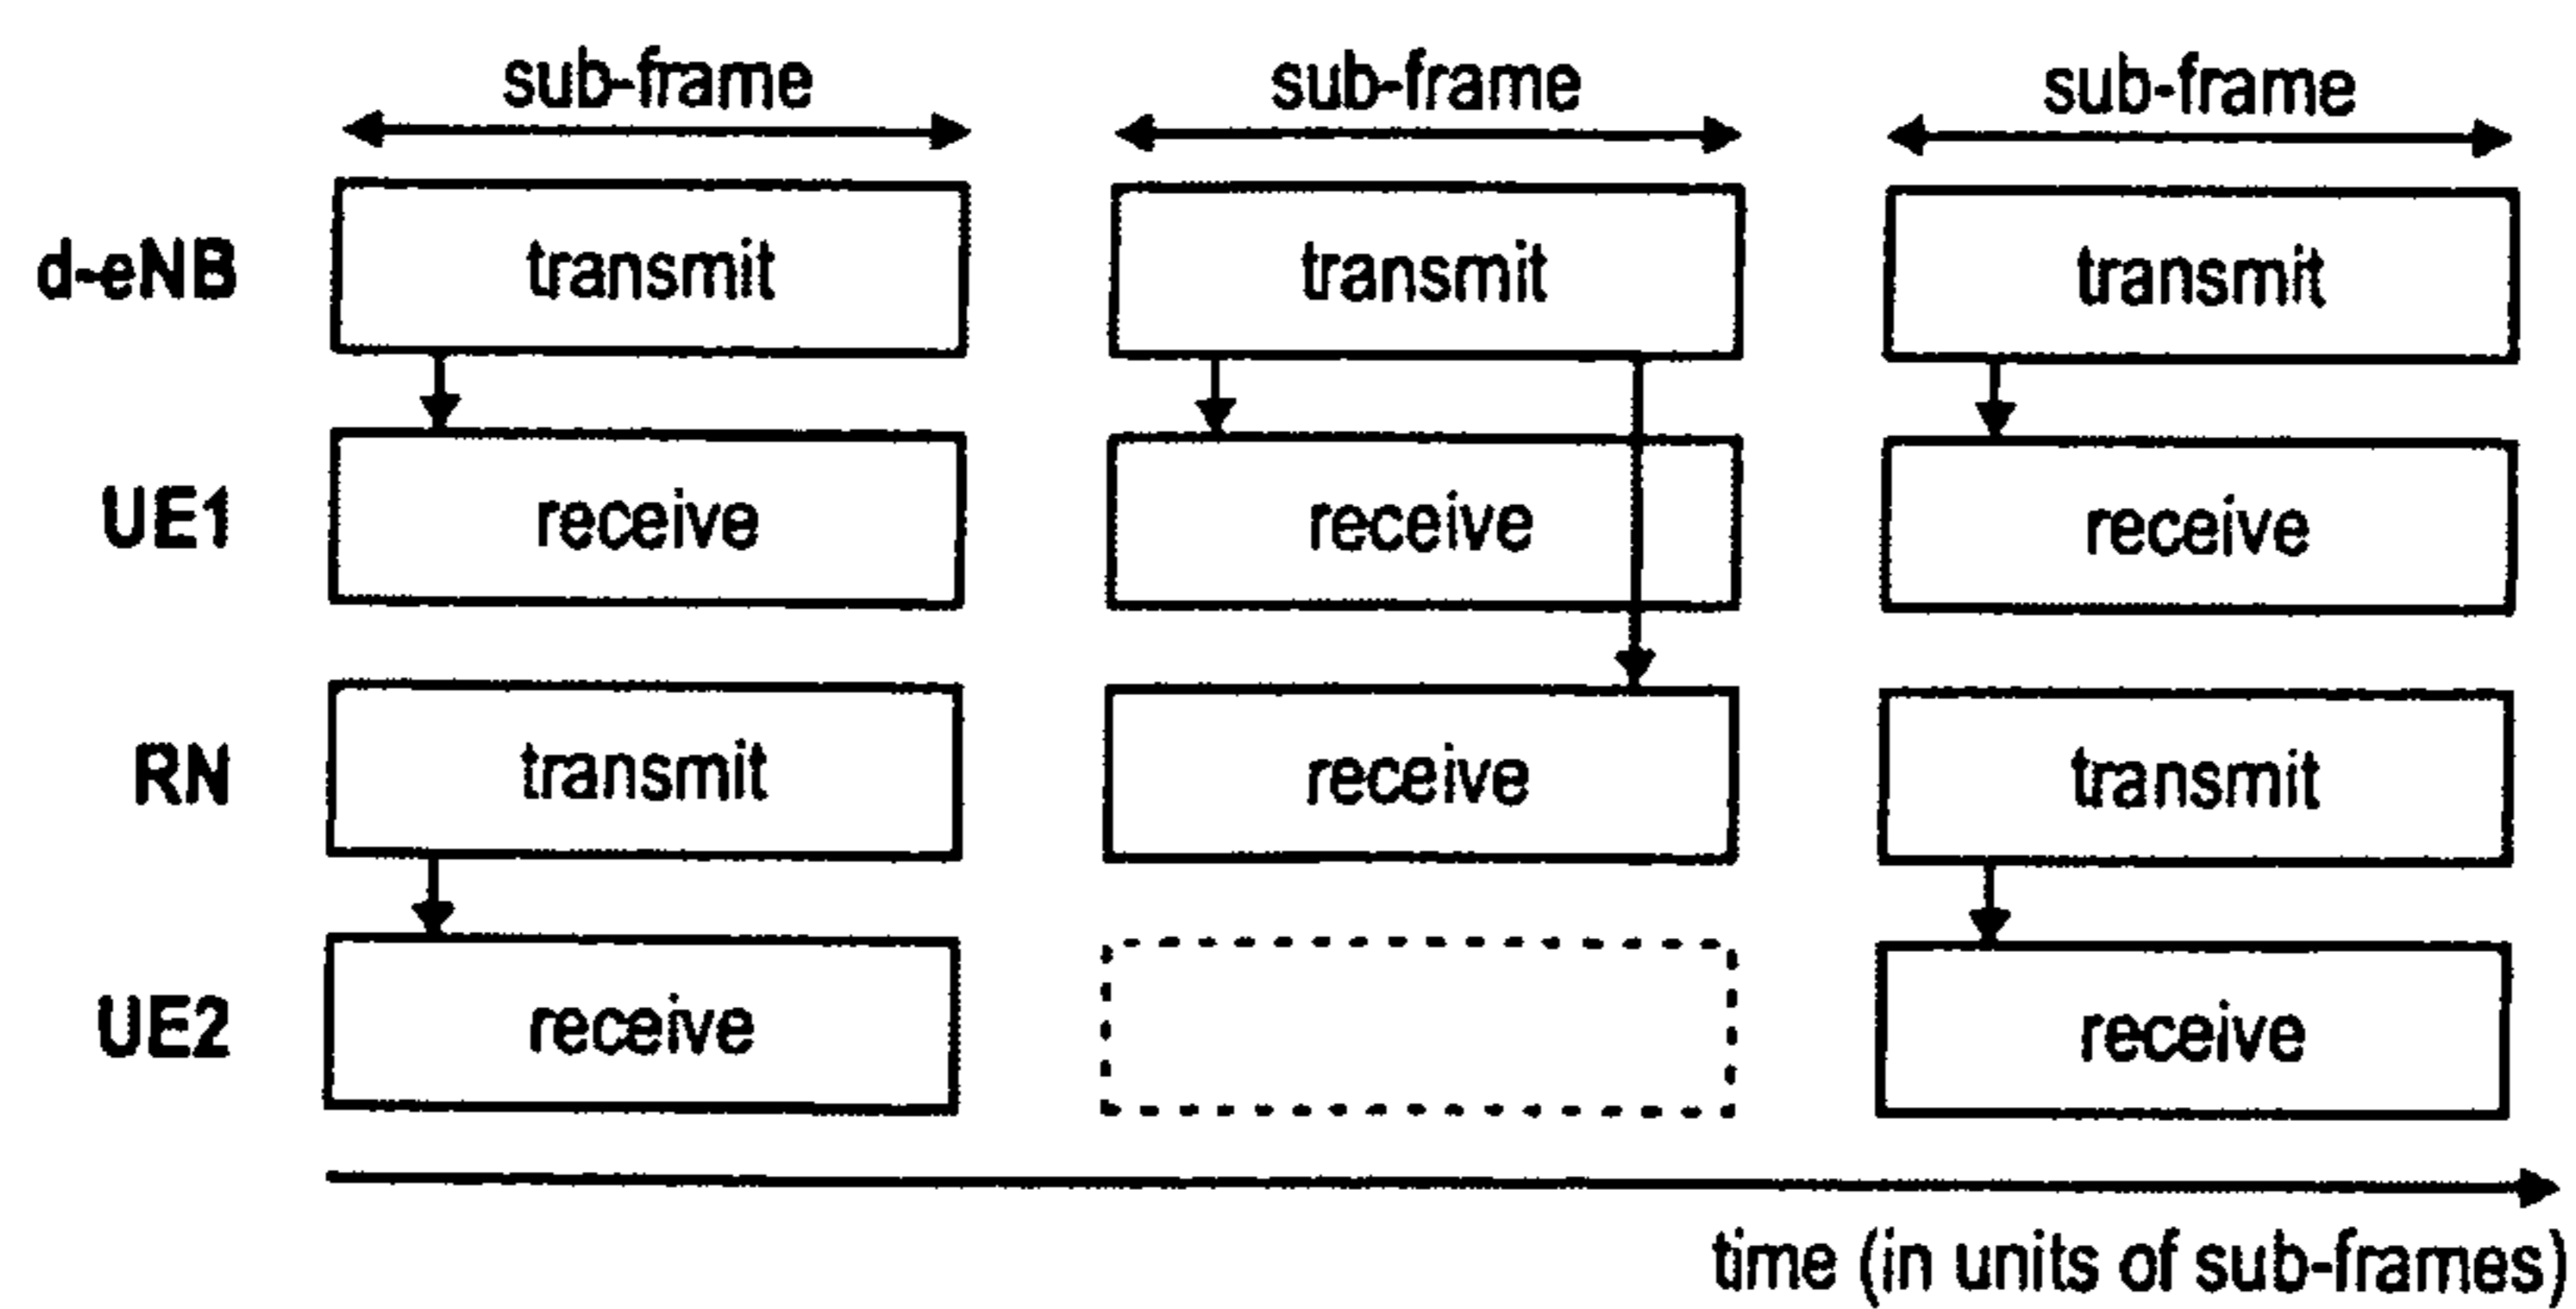 sub-frame sub-frame sub-frame
d-eNB transmit transmit transmit
UE1 receive receive receive
RN transmit receive transmit
UE2 receive receive
time (in units of sub-frames)